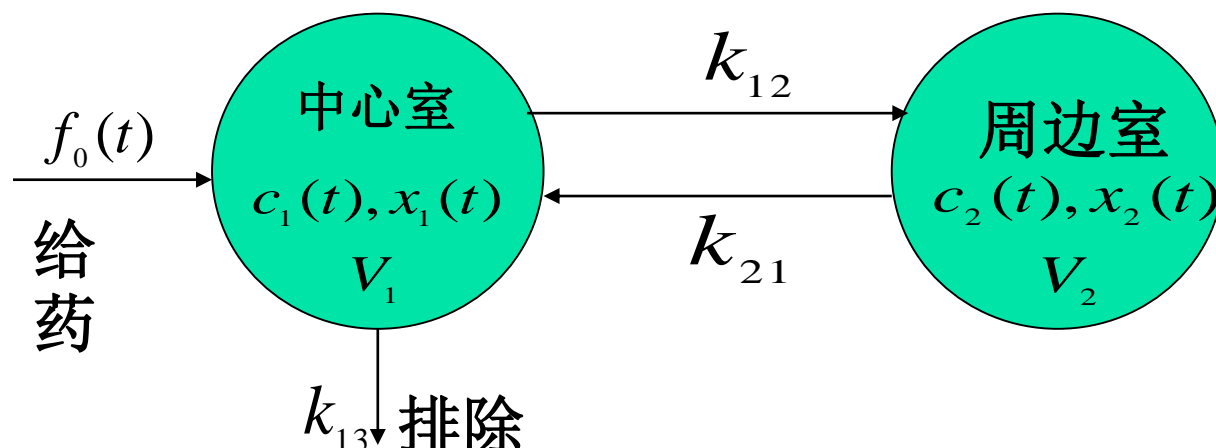 f₀(t)
给
药
中心室
c₁(t), x₁(t)
V₁
k₁₂
k₂₁
周边室
c₂(t), x₂(t)
V₂
k₁₃
排除